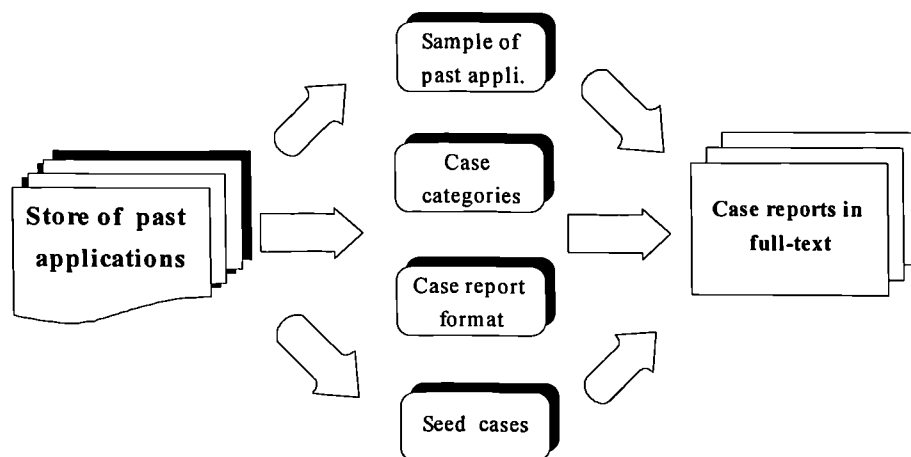 Store of past
applications
Sample of
past appli.
Case
categories
Case report
format
Seed cases
Case reports in
full-text